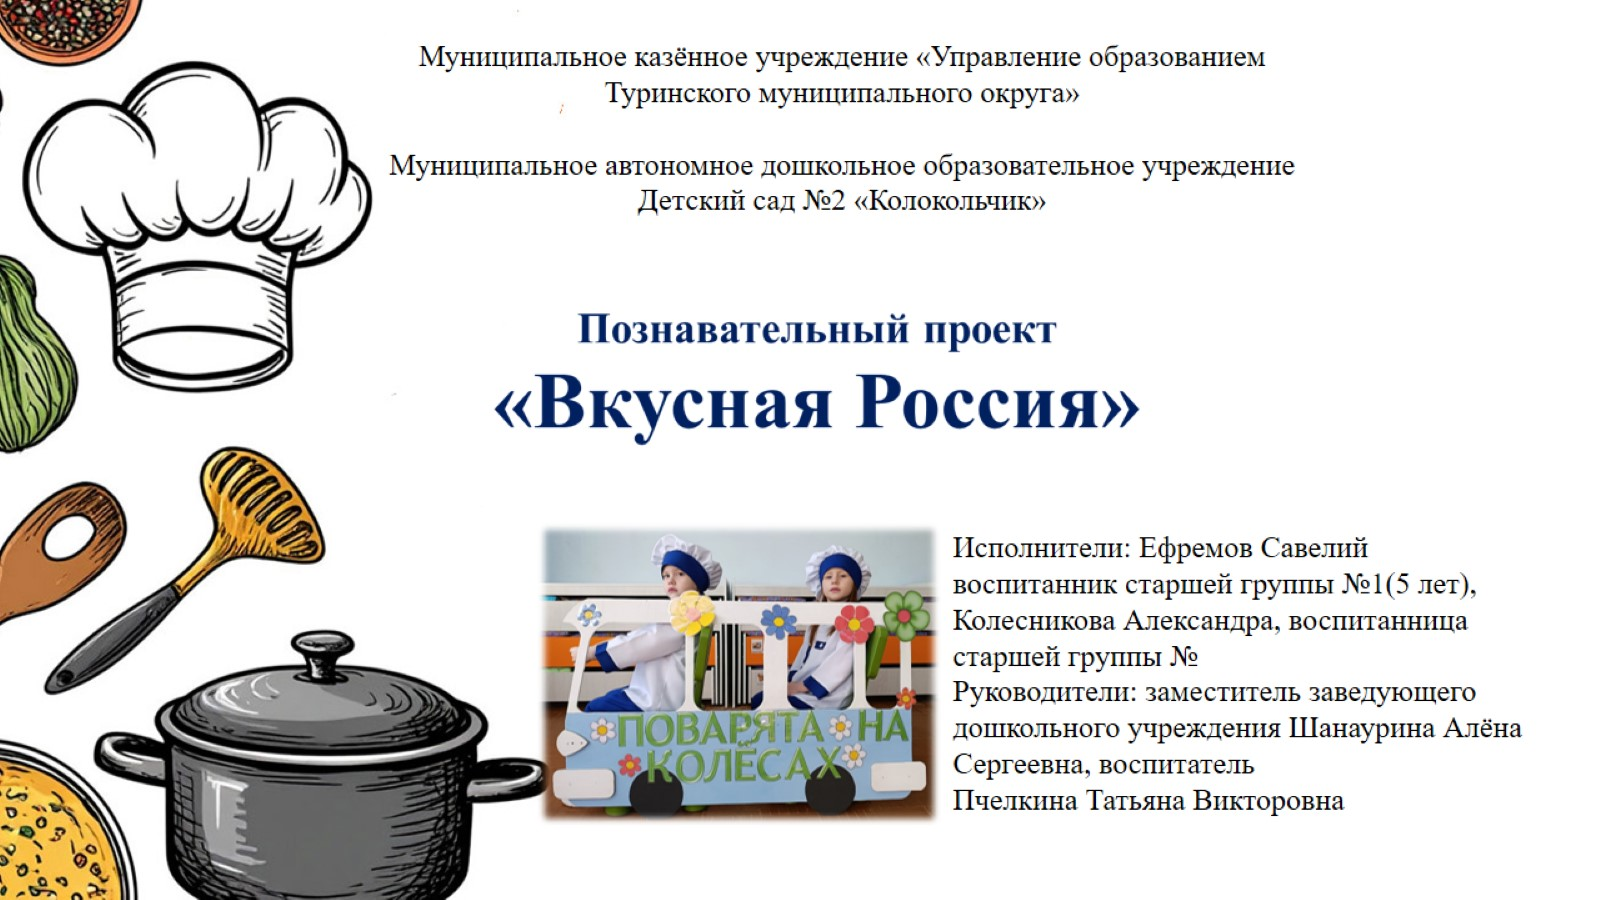 Муниципальное казённое учреждение «Управление образованием
Туринского муниципального округа»
Муниципальное автономное дошкольное образовательное учреждение
Детский сад №2 «Колокольчик»
Познавательный проект
«Вкусная Россия»
ПОВАРЯТА НА
КОЛЁСАХ
Исполнители: Ефремов Савелий
воспитанник старшей группы №1(5 лет),
Колесникова Александра, воспитанница
старшей группы №
Руководители: заместитель заведующего
дошкольного учреждения Шанаурина Алёна
Сергеевна, воспитатель
Пчелкина Татьяна Викторовна